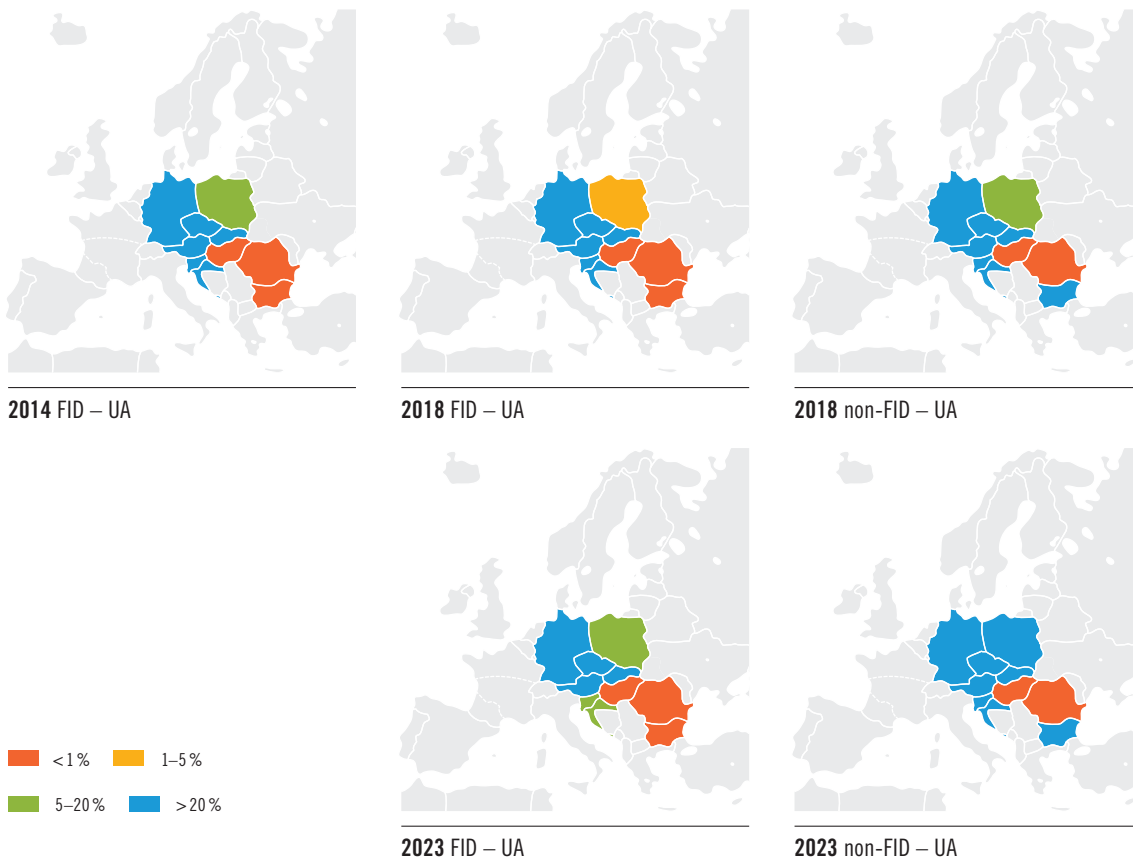 2014 FID – UA
2018 FID – UA
2018 non-FID – UA
< 1 %
1–5 %
5–20 %
> 20 %
2023 FID – UA
2023 non-FID – UA